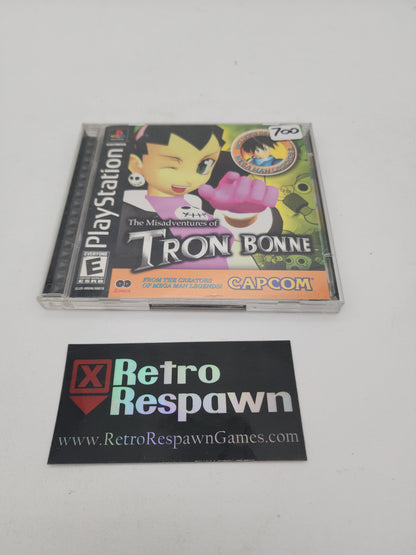 700
PlayStation
The Misadventures of
TRON BONNE
EVERYONE
E
ESRB
FROM THE CREATORS
OF MEGA MAN LEGENDS!
CAPCOM
X Retro
Respawn
www.RetroRespawnGames.com